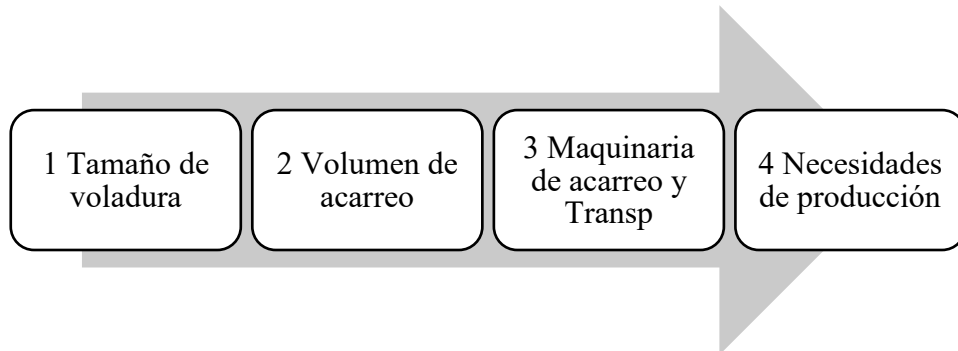 1 Tamaño de
voladura
2 Volumen de
acarreo
3 Maquinaria
de acarreo y
Transp
4 Necesidades
de producción